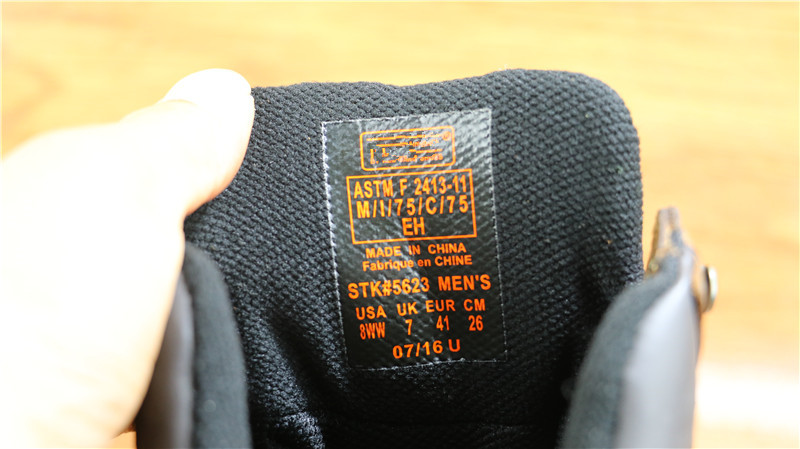 ASTM F 2413-11
M/I/75/C/75
EH
MADE IN CHINA
Fabriqué en CHINE
STK#5623 MEN'S
USA UK EUR CM
8WW 7 41 26
07/16 U